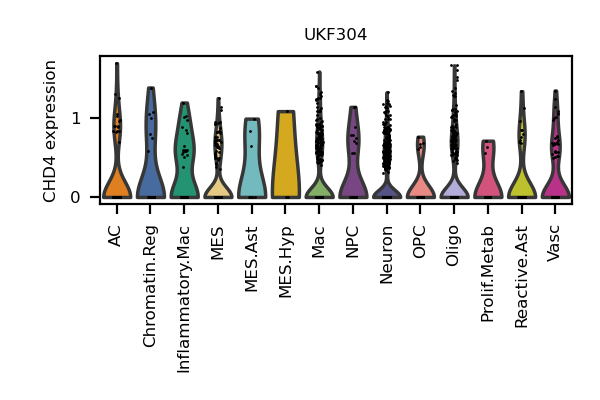 UKF304
CHD4 expression
1
0
AC
Chromatin.Reg
Inflammatory.Mac
MES
MES.Ast
MES.Hyp
Mac
NPC
Neuron
OPC
Oligo
Prolif.Metab
Reactive.Ast
Vasc